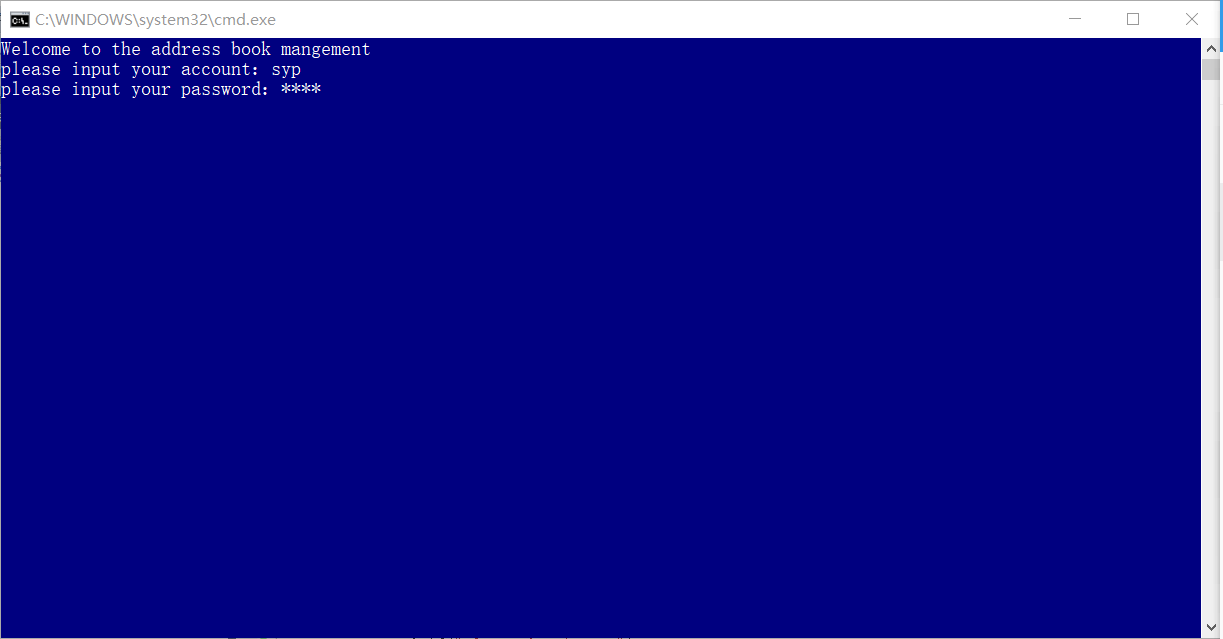 C:\WINDOWS\system32\cmd.exe
Welcome to the address book mangement
please input your account: syp
please input your password: ****